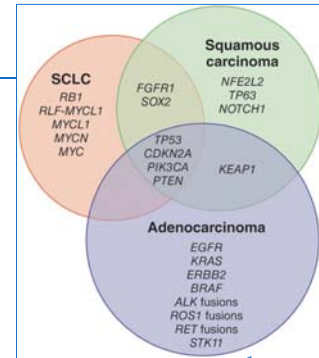 SCLC
RB1
RLF-MYCL1
MYCL1
MYCN
MYC
FGFR1
SOX2
Squamous
carcinoma
NFE2L2
TP63
NOTCH1
TP53
CDKN2A
PIK3CA
PTEN
KEAP1
Adenocarcinoma
EGFR
KRAS
ERBB2
BRAF
ALK fusions
ROS1 fusions
RET fusions
STK11